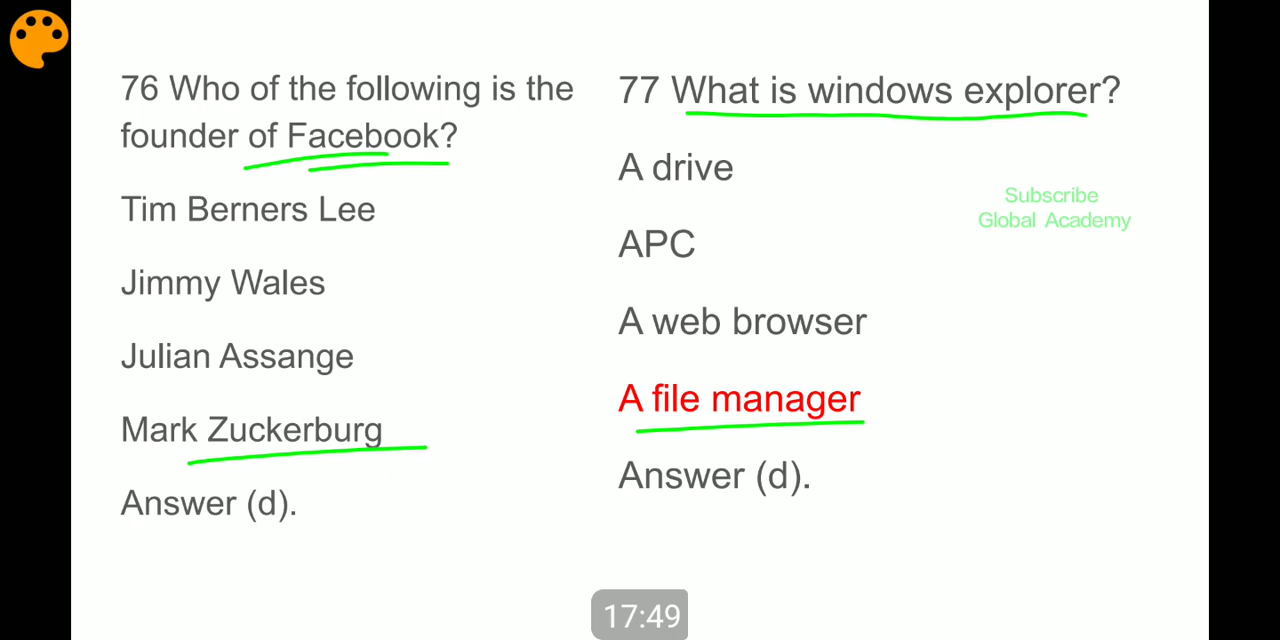 76 Who of the following is the
founder of Facebook?
Tim Berners Lee
Jimmy Wales
Julian Assange
Mark Zuckerburg
Answer (d).
77 What is windows explorer?
A drive
APC
A web browser
A file manager
Answer (d).
Subscribe
Global Academy
17:49